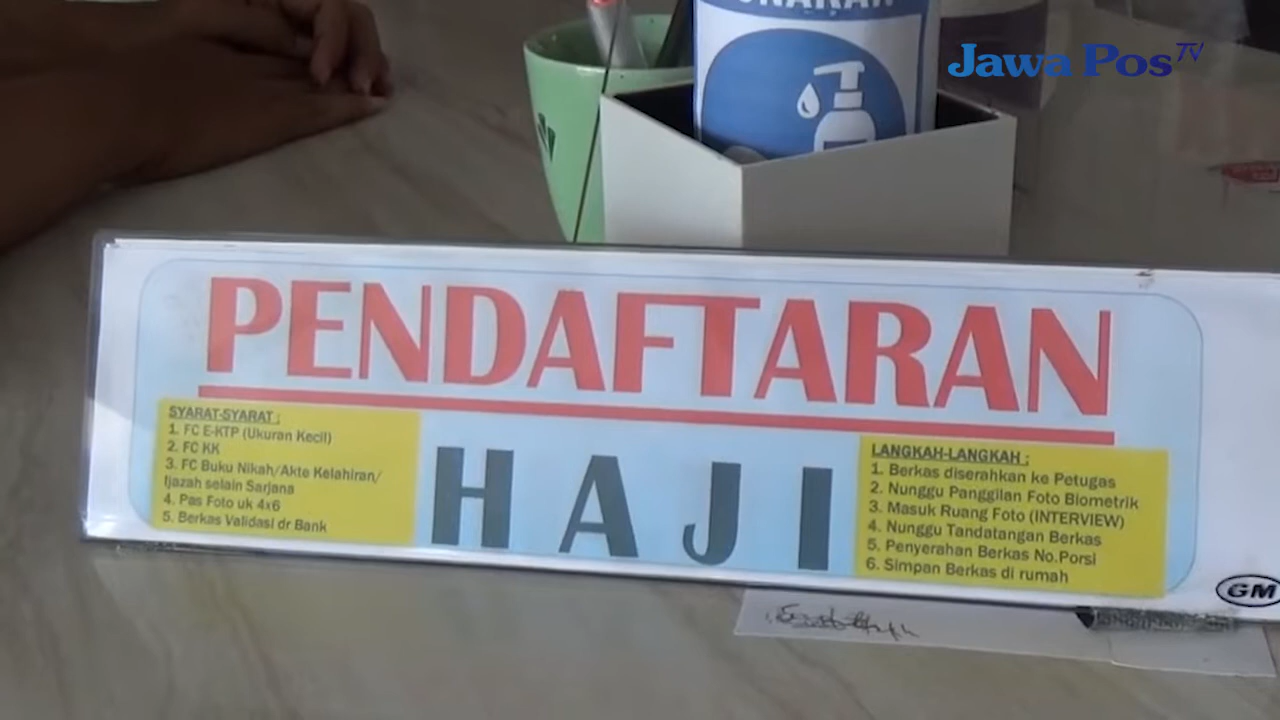 Jawa Pos TV
PENDAFTARAN
HAJI
SYARAT-SYARAT :
1. FC E-KTP (Ukuran Kecil)
2. FC KK
3. FC Buku Nikah/Akte Kelahiran/
Ijazah selain Sarjana
4. Pas Foto uk 4x6
5. Berkas Validasi dr Bank
LANGKAH-LANGKAH :
1. Berkas diserahkan ke Petugas
2. Nunggu Panggilan Foto Biometrik
3. Masuk Ruang Foto (INTERVIEW)
4. Nunggu Tandatangan Berkas
5. Penyerahan Berkas No.Porsi
6. Simpan Berkas di rumah
GM